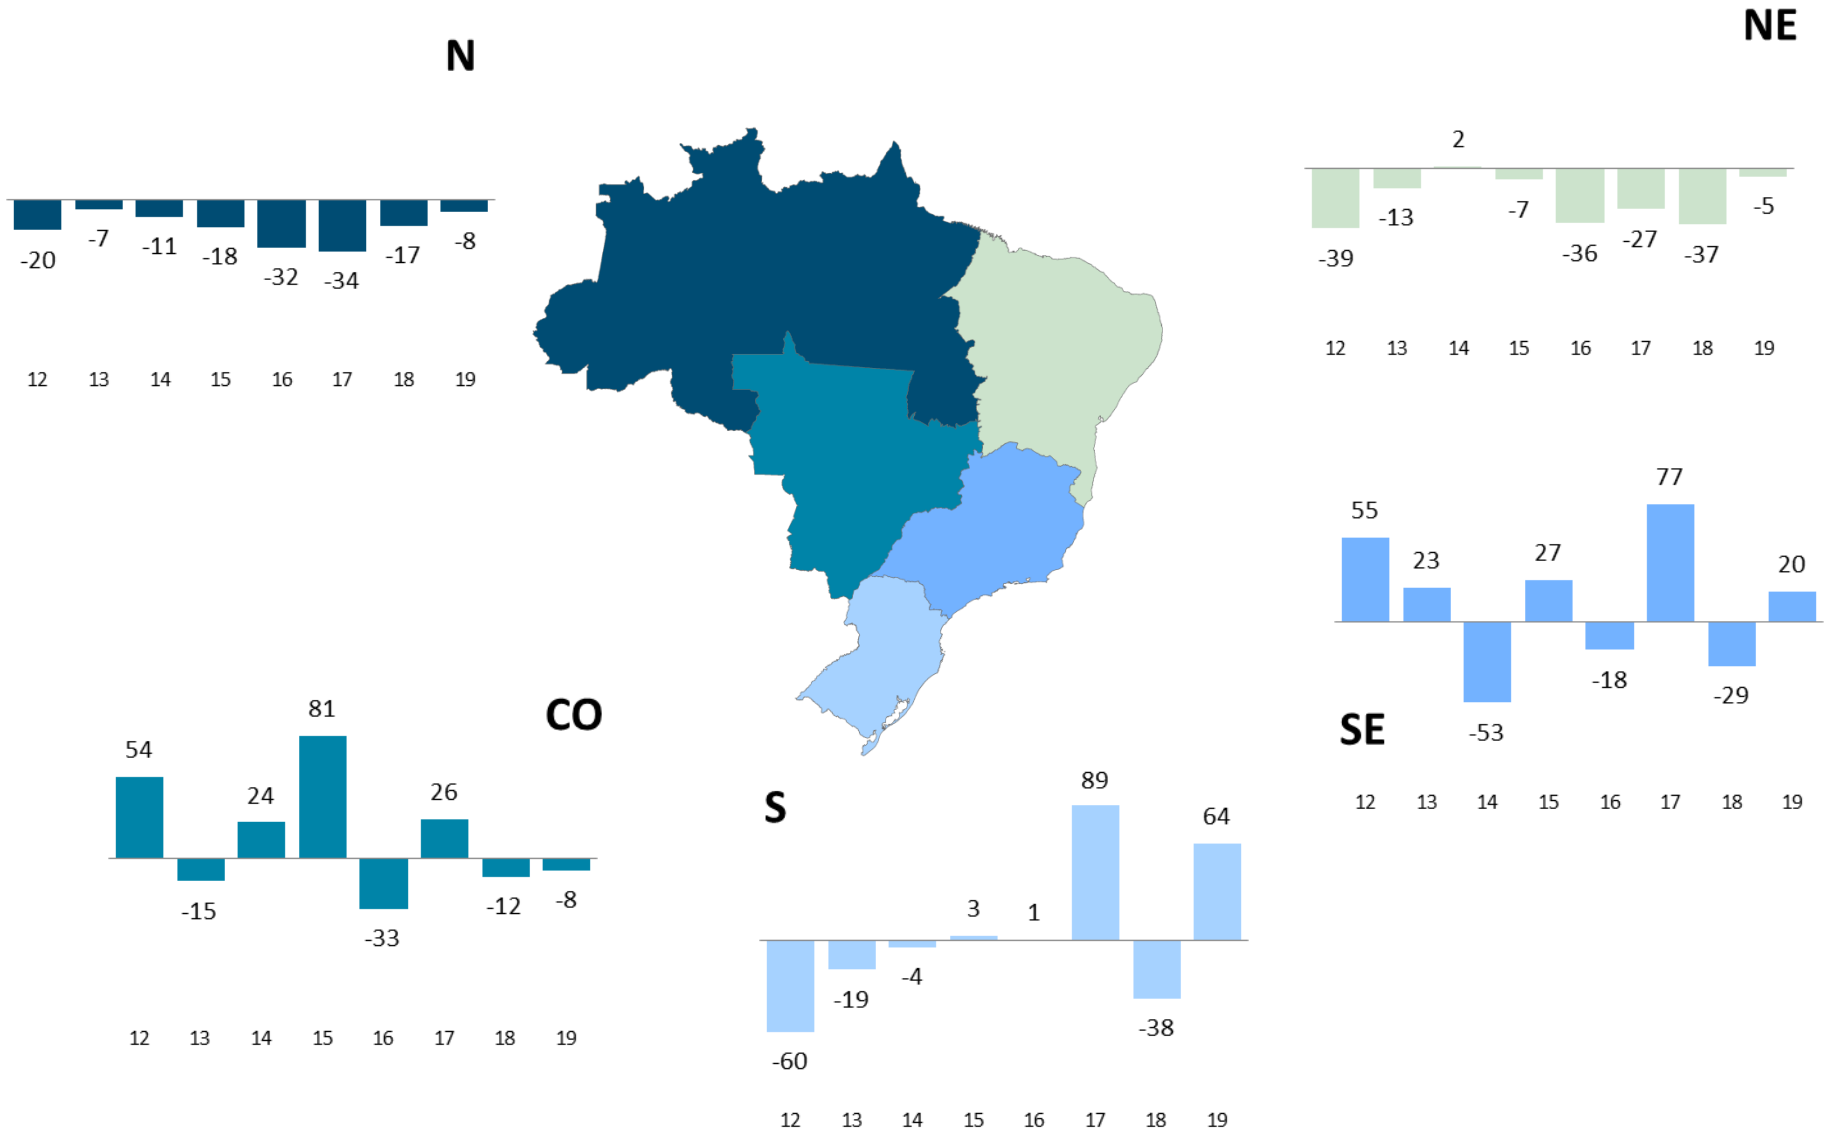 N
-20 -7 -11 -18 -32 -34 -17 -8
12 13 14 15 16 17 18 19
NE
-39 -13 2 -7 -36 -27 -37 -5
12 13 14 15 16 17 18 19
55 23 -53 27 -18 77 -29 20
SE
12 13 14 15 16 17 18 19
CO
54 -15 24 81 -33 26 -12 -8
12 13 14 15 16 17 18 19
S
-60 -19 -4 3 1 89 -38 64
12 13 14 15 16 17 18 19